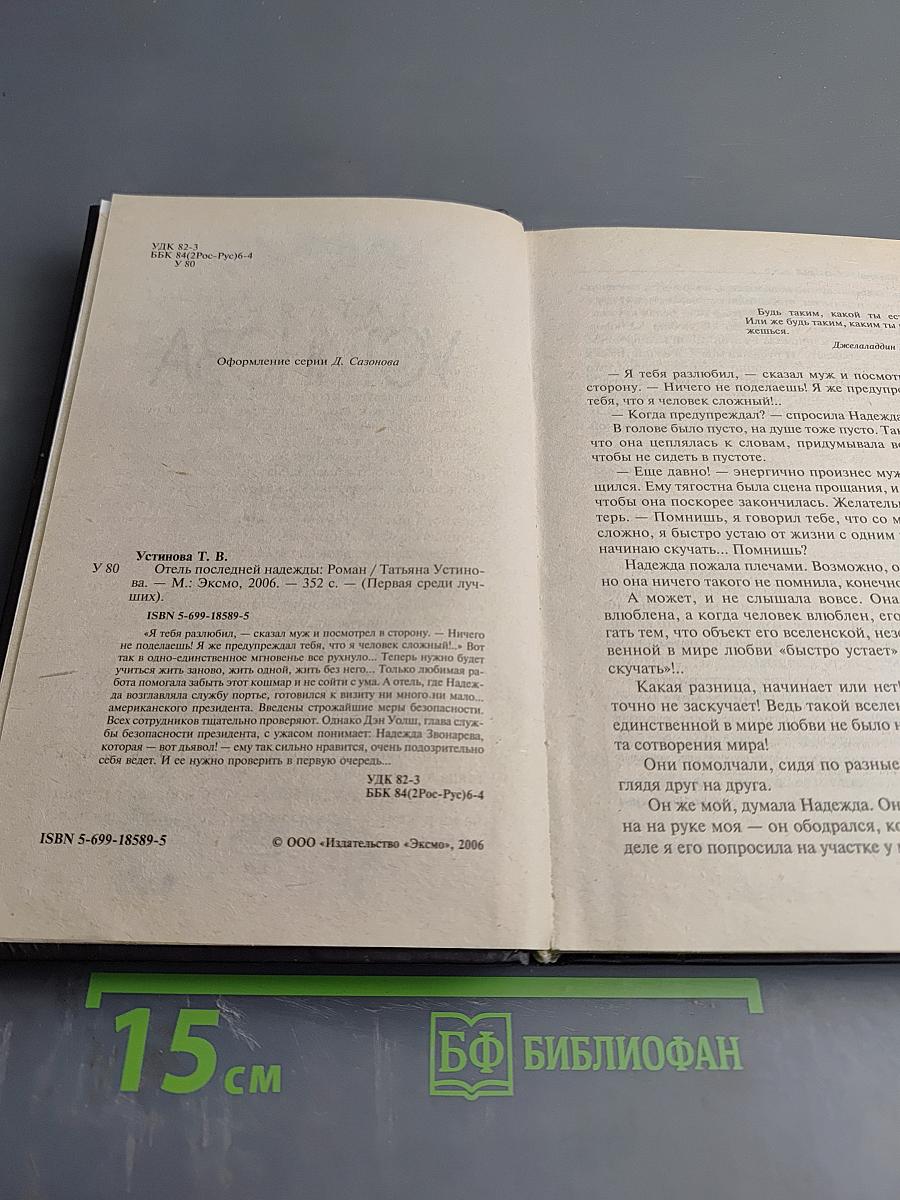 УДК 82-3
ББК 84(2Рос-Рус)6-4
У 80
Оформление серии Д. Сазонова
Устинова Т. В.
У 80 Отель последней надежды: Роман / Татьяна Устино-
ва. — М.: Эксмо, 2006. — 352 с. — (Первая среди луч-
ших).
ISBN 5-699-18589-5
«Я тебя разлюбил, — сказал муж и посмотрел в сторону. — Ничего
не поделаешь! Я же предупреждал тебя, что я человек сложный!..» Вот
так в одно-единственное мгновенье все рухнуло... Теперь нужно будет
учиться жить заново, жить одной, жить без него... Только любимая ра-
бота помогала забыть этот кошмар и не сойти с ума. А отель, где Надеж-
да возглавляла службу портье, готовился к визиту ни много ни мало...
американского президента. Введены строжайшие меры безопасности.
Всех сотрудников тщательно проверяют. Однако Дэн Уолш, глава служ-
бы безопасности президента, с ужасом понимает: Надежда Звонарева,
которая — вот дьявол! — ему так сильно нравится, очень подозрительно
себя ведет. И ее нужно проверить в первую очередь...
УДК 82-3
ББК 84(2Рос-Рус)6-4
ISBN 5-699-18589-5
© ООО «Издательство «Эксмо», 2006
Будь таким, какой ты ес
Или же будь таким, каким ты
жешься.
Джелаладдин
— Я тебя разлюбил, — сказал муж и посмот
сторону. — Ничего не поделаешь! Я же предупр
тебя, что я человек сложный!..
— Когда предупреждал? — спросила Надежда
В голове было пусто, на душе тоже пусто. Так
что она цеплялась к словам, придумывала в
чтобы не сидеть в пустоте.
— Еще давно! — энергично произнес муж
щился. Ему тягостна была сцена прощания, и
чтобы она поскорее закончилась. Желатель
терь. — Помнишь, я говорил тебе, что со м
сложно, я быстро устаю от жизни с одним
начинаю скучать... Помнишь?
Надежда пожала плечами. Возможно, о
но она ничего такого не помнила, конечно
А может, и не слышала вовсе. Она
влюблена, а когда человек влюблен, его
гать тем, что объект его вселенской, незе
венной в мире любви «быстро устает»
скучать»!..
Какая разница, начинает или нет!
точно не заскучает! Ведь такой вселен
единственной в мире любви не было н
та сотворения мира!
Они помолчали, сидя по разные
глядя друг на друга.
Он же мой, думала Надежда. Он
на на руке моя — он ободрался, ко
деле я его попросила на участке у
15 см
БФ БИБЛИОФАН